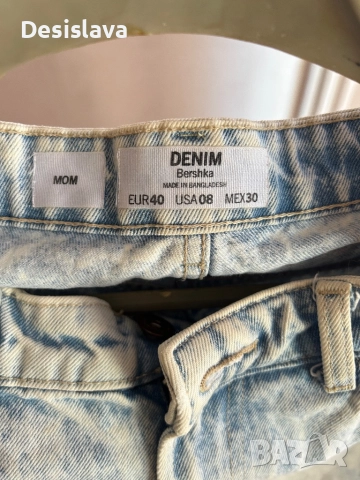 Desislava
MOM
DENIM
Bershka
MADE IN BANGLADESH
EUR40 USA08 MEX30
BAZAR